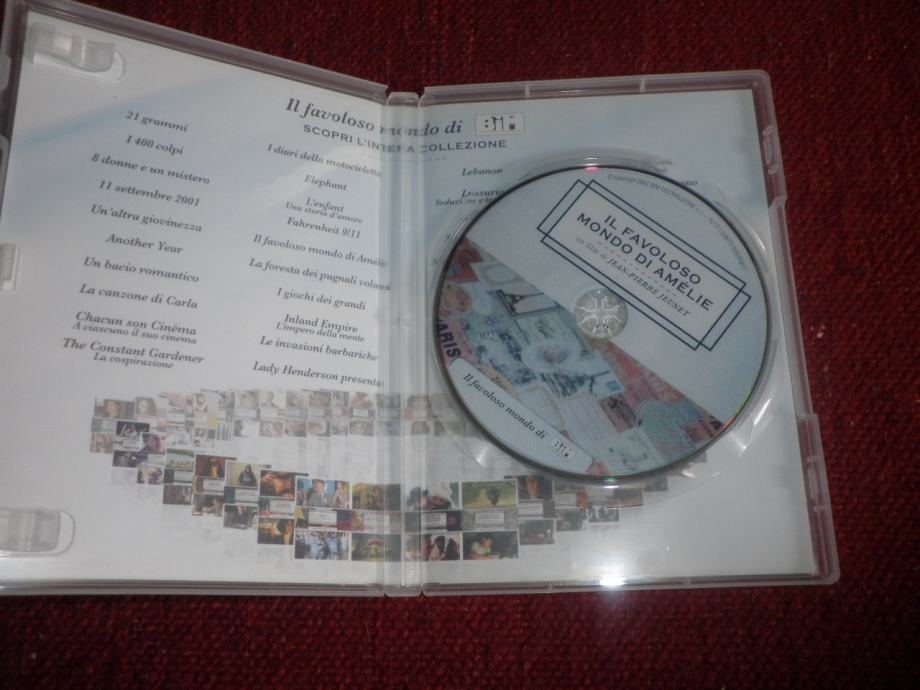 Il favoloso mondo di BiM
SCOPRI L'INTERA COLLEZIONE
21 grammi
I 400 colpi
8 donne e un mistero
11 settembre 2001
Un'altra giovinezza
Another Year
Un bacio romantico
La canzone di Carla
Chacun son Cinéma
A ciascuno il suo cinema
The Constant Gardener
La cospirazione
I diari della motocicletta
Elephant
L'enfant
Una storia d'amore
Fahrenheit 9/11
Il favoloso mondo di Amélie
La foresta dei pugnali volanti
I giochi dei grandi
Inland Empire
L'impero della mente
Le invasioni barbariche
Lady Henderson presenta
Lebanon
IL FAVOLOSO
MONDO DI AMÉLIE
un film di JEAN-PIERRE JEUNET
PARIS
Il favoloso mondo di BiM